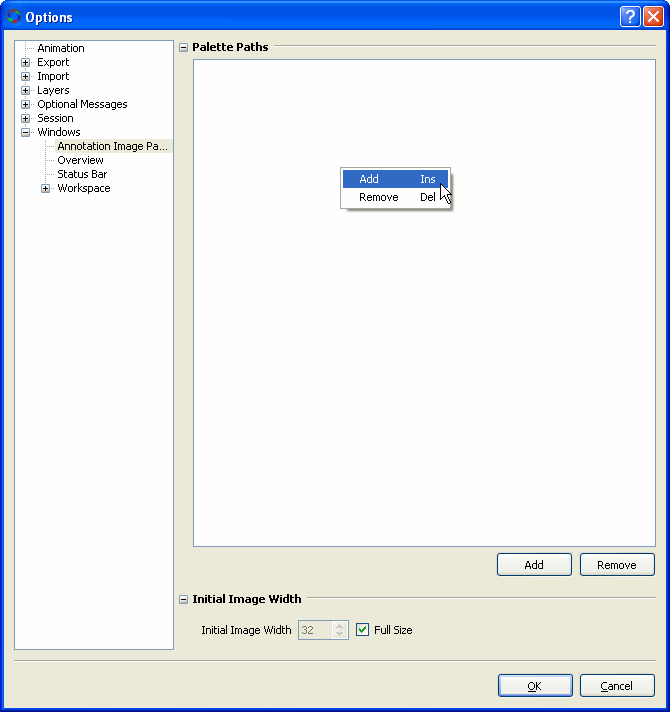 Options
Animation
Export
Import
Layers
Optional Messages
Session
Windows
Annotation Image Pa...
Overview
Status Bar
Workspace
Palette Paths
Add Ins
Remove Del
Add Remove
Initial Image Width
Initial Image Width 32 Full Size
OK Cancel